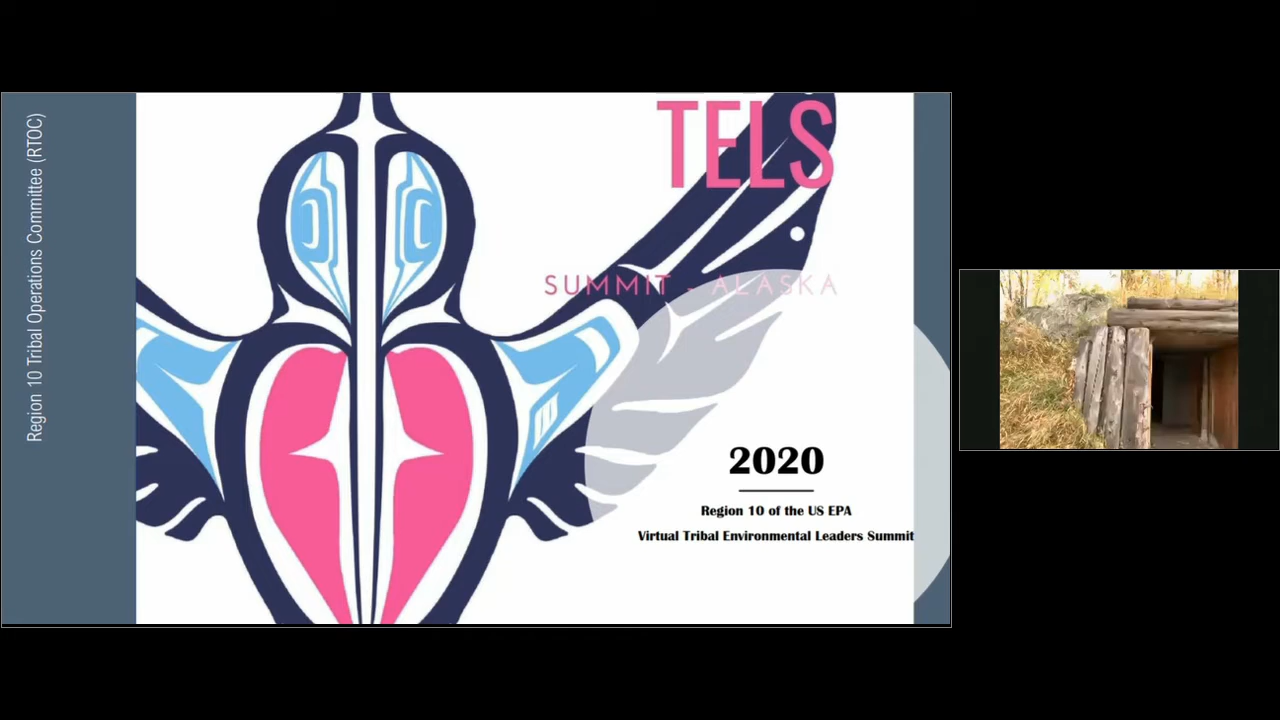 Region 10 Tribal Operations Committee (RTOC)
TELS
SUMMIT - ALASKA
2020
Region 10 of the US EPA
Virtual Tribal Environmental Leaders Summit